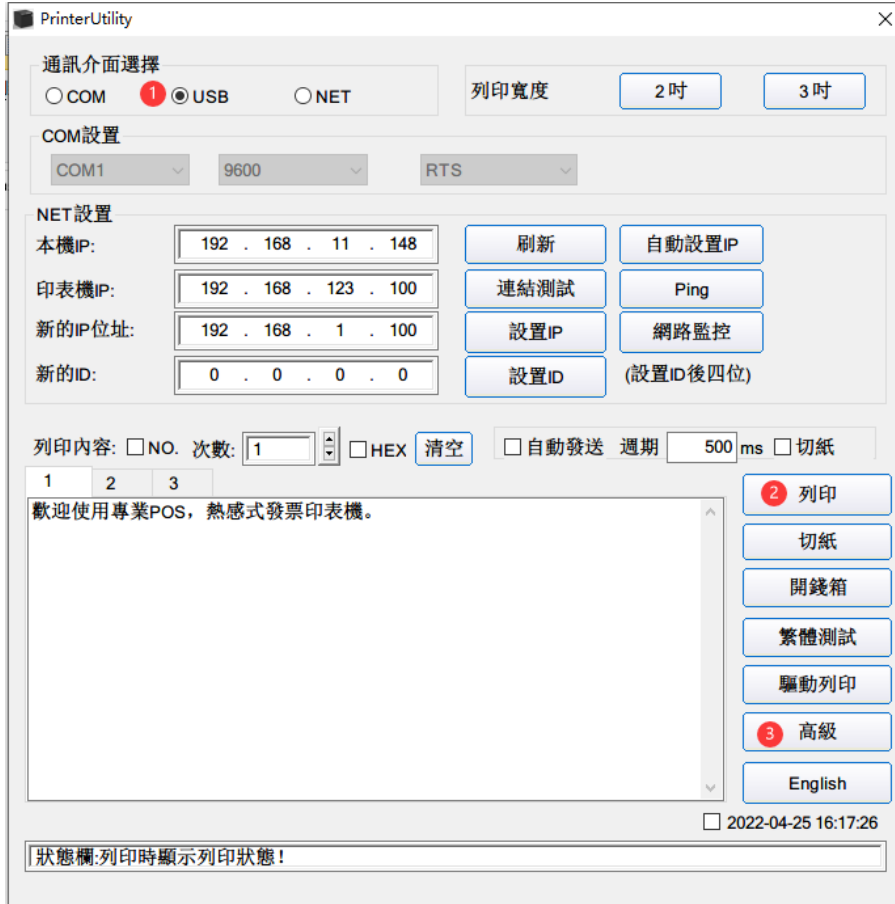 PrinterUtility
通訊介面選擇
COM 1 USB NET
列印寬度 2吋 3吋
COM設置
COM1 9600 RTS
NET設置
本機IP: 192 . 168 . 11 . 148 刷新 自動設置IP
印表機IP: 192 . 168 . 123 . 100 連結測試 Ping
新的IP位址: 192 . 168 . 1 . 100 設置IP 網路監控
新的ID: 0 . 0 . 0 . 0 設置ID (設置ID後四位)
列印內容: NO. 次數: 1 HEX 清空 自動發送 週期 500 ms 切紙
1 2 3
歡迎使用專業POS，熱感式發票印表機。
2 列印
切紙
開錢箱
繁體測試
驅動列印
3 高級
English
2022-04-25 16:17:26
狀態欄:列印時顯示列印狀態!